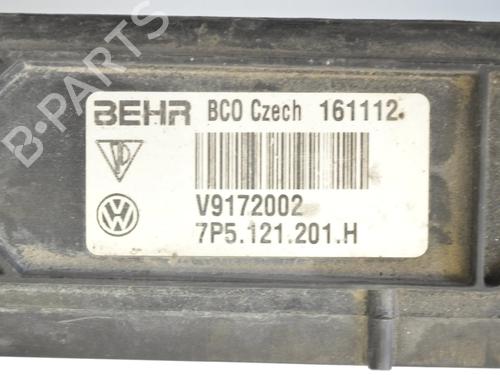 B-PARTS
BEHR BCO Czech 161112.
V9172002
7P5.121.201.H